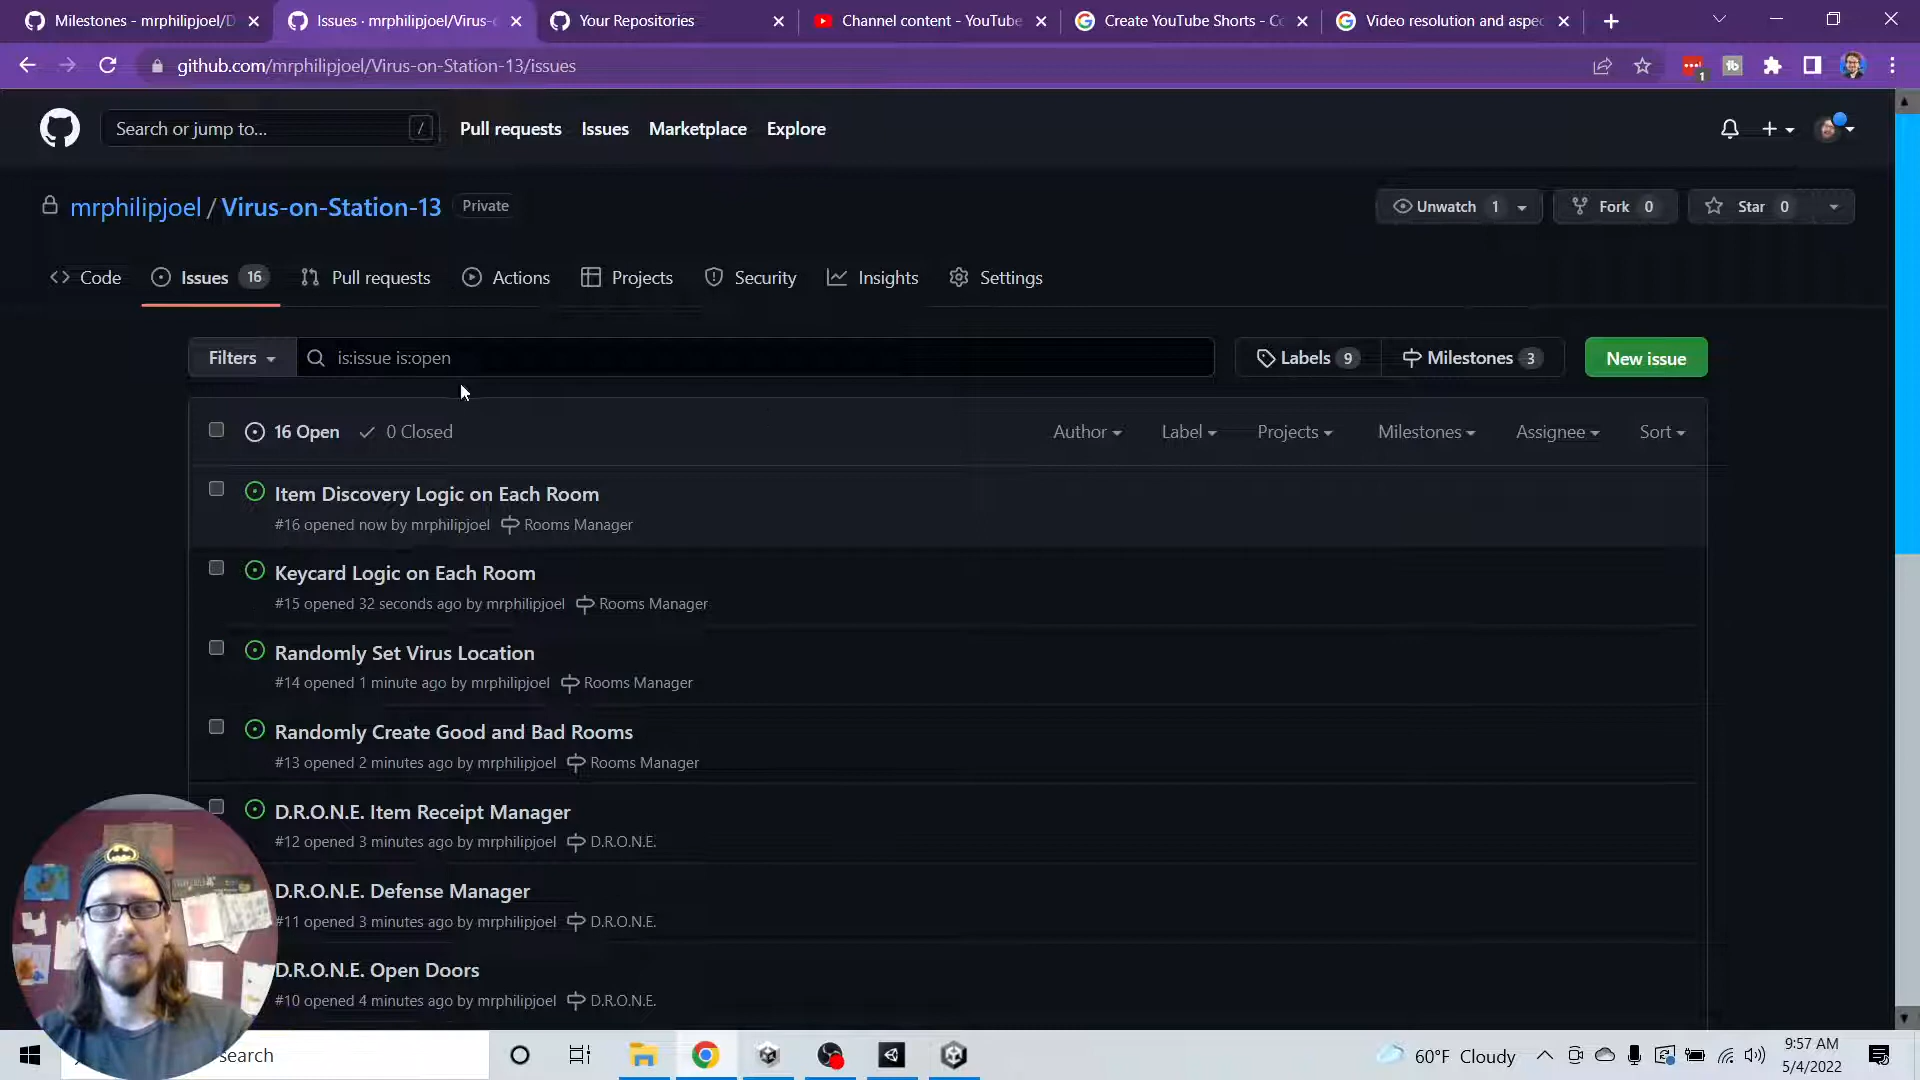 Milestones - mrphilipjoel/D
Issues · mrphilipjoel/Virus-o
Your Repositories
Channel content - YouTube
Create YouTube Shorts - Co
Video resolution and aspec
github.com/mrphilipjoel/Virus-on-Station-13/issues
1
Search or jump to...
/
Pull requests
Issues
Marketplace
Explore
mrphilipjoel / Virus-on-Station-13
Private
Unwatch 1
Fork 0
Star 0
Code
Issues 16
Pull requests
Actions
Projects
Security
Insights
Settings
Filters
is:issue is:open
Labels 9
Milestones 3
New issue
16 Open
0 Closed
Author
Label
Projects
Milestones
Assignee
Sort
Item Discovery Logic on Each Room
#16 opened now by mrphilipjoel Rooms Manager
Keycard Logic on Each Room
#15 opened 32 seconds ago by mrphilipjoel Rooms Manager
Randomly Set Virus Location
#14 opened 1 minute ago by mrphilipjoel Rooms Manager
Randomly Create Good and Bad Rooms
#13 opened 2 minutes ago by mrphilipjoel Rooms Manager
D.R.O.N.E. Item Receipt Manager
#12 opened 3 minutes ago by mrphilipjoel D.R.O.N.E.
D.R.O.N.E. Defense Manager
#11 opened 3 minutes ago by mrphilipjoel D.R.O.N.E.
D.R.O.N.E. Open Doors
#10 opened 4 minutes ago by mrphilipjoel D.R.O.N.E.
search
60°F Cloudy
9:57 AM
5/4/2022